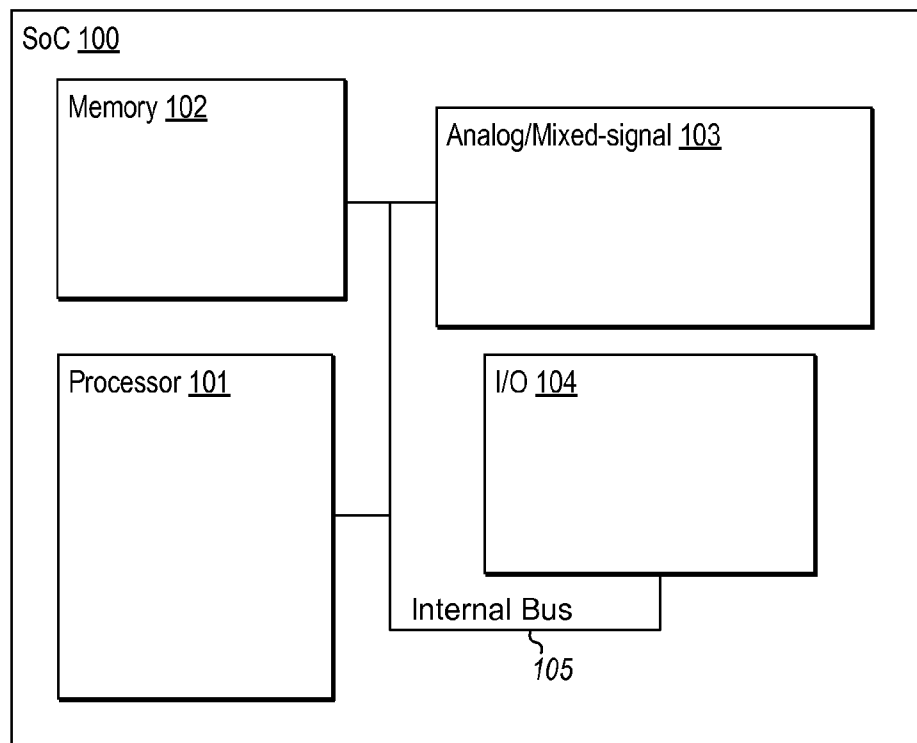 SoC 100
Memory 102
Analog/Mixed-signal 103
Processor 101
I/O 104
Internal Bus
105